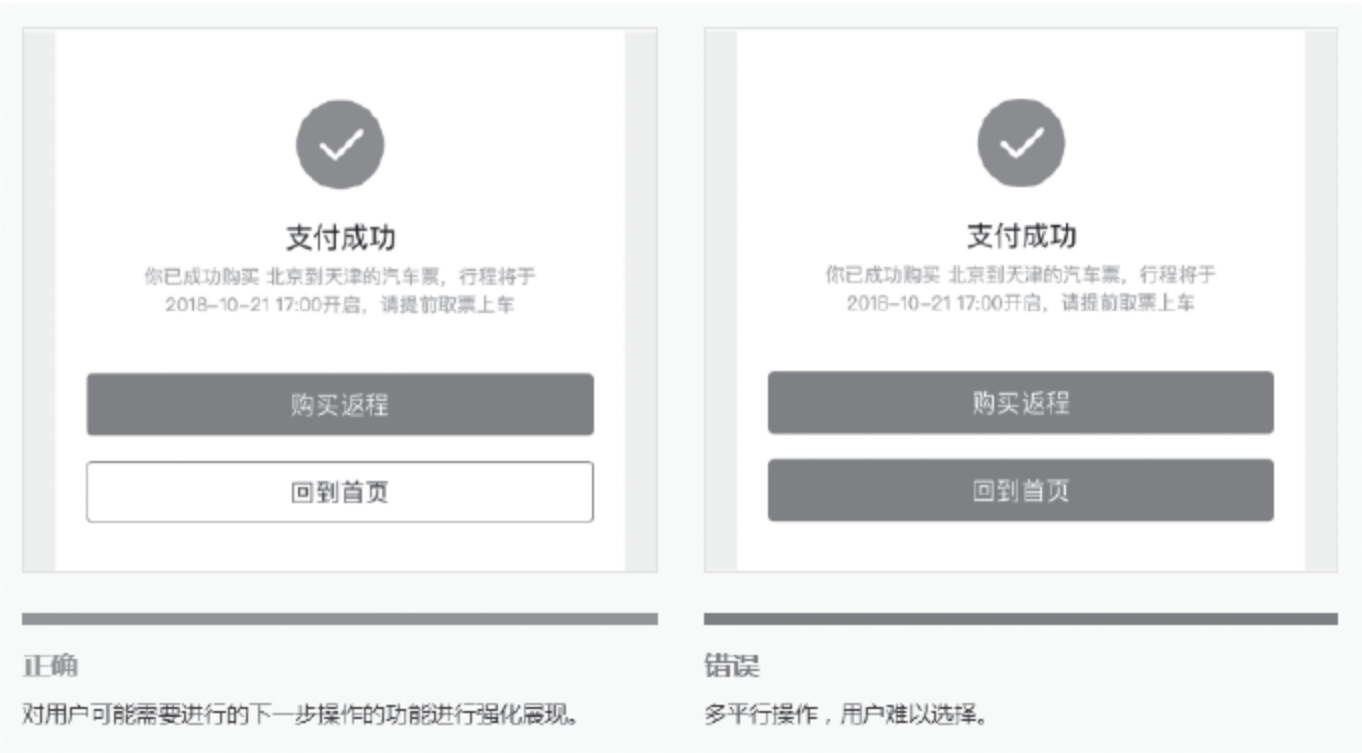 支付成功
你已成功购买 北京到天津的汽车票，行程将于
2018-10-21 17:00开启，请提前取票上车
购买返程
回到首页
正确
对用户可能需要进行的下一步操作的功能进行强化展现。
支付成功
你已成功购买 北京到天津的汽车票，行程将于
2018-10-21 17:00开启，请提前取票上车
购买返程
回到首页
错误
多平行操作，用户难以选择。